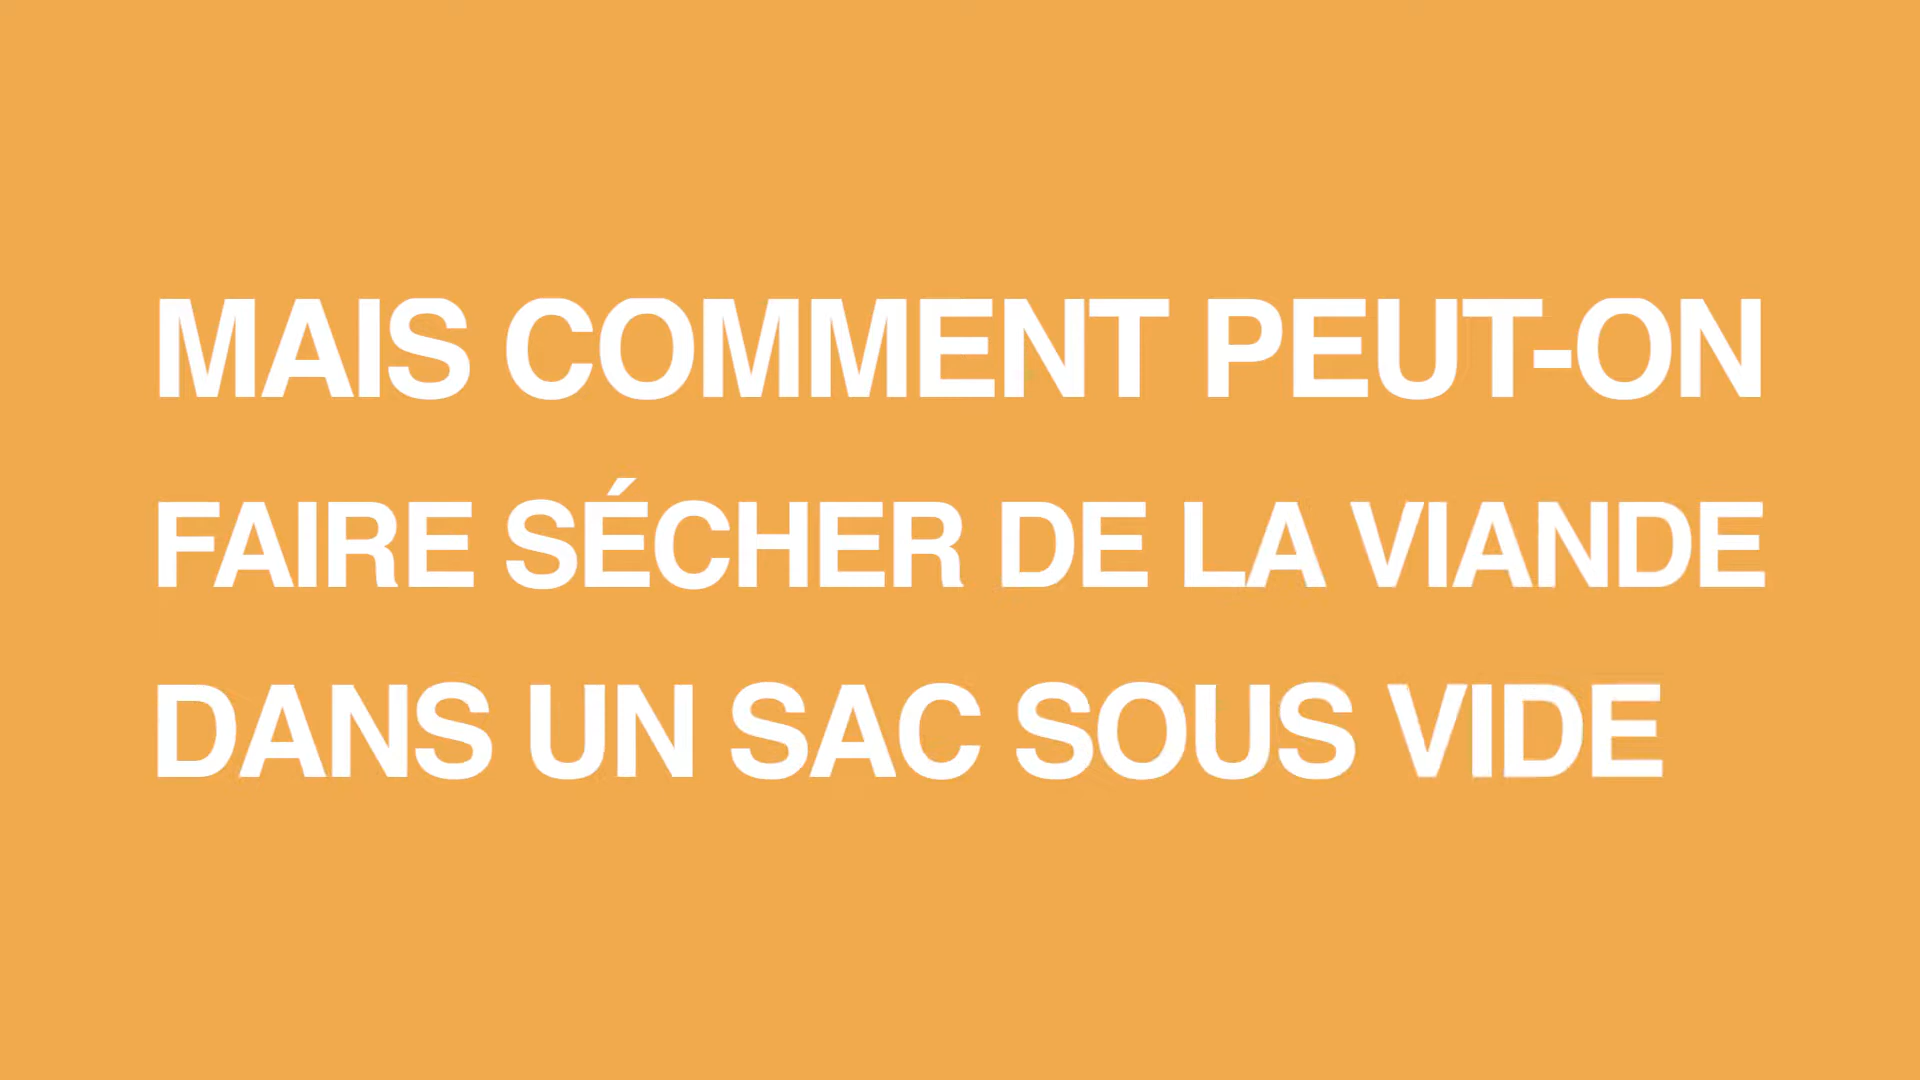 MAIS COMMENT PEUT-ON
FAIRE SÉCHER DE LA VIANDE
DANS UN SAC SOUS VIDE